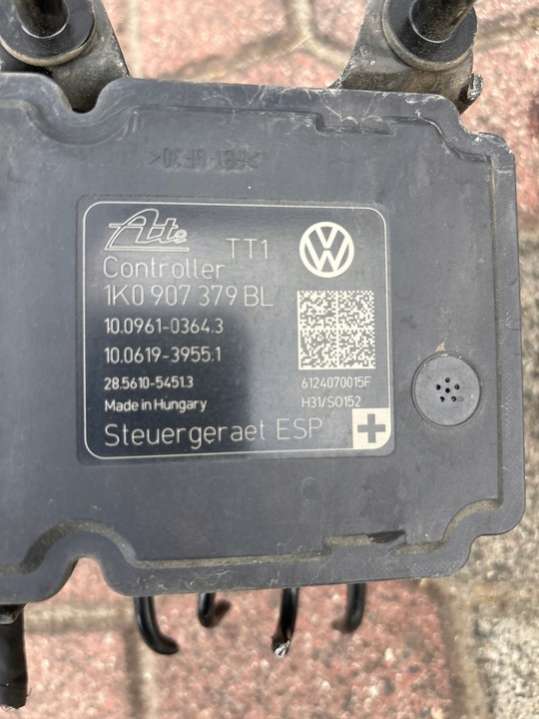 Ate
TT1
Controller
1K0 907 379 BL
10.0961-0364.3
10.0619-3955.1
28.5610-5451.3
6124070015F
Made in Hungary
H31/SO152
Steuergeraet ESP